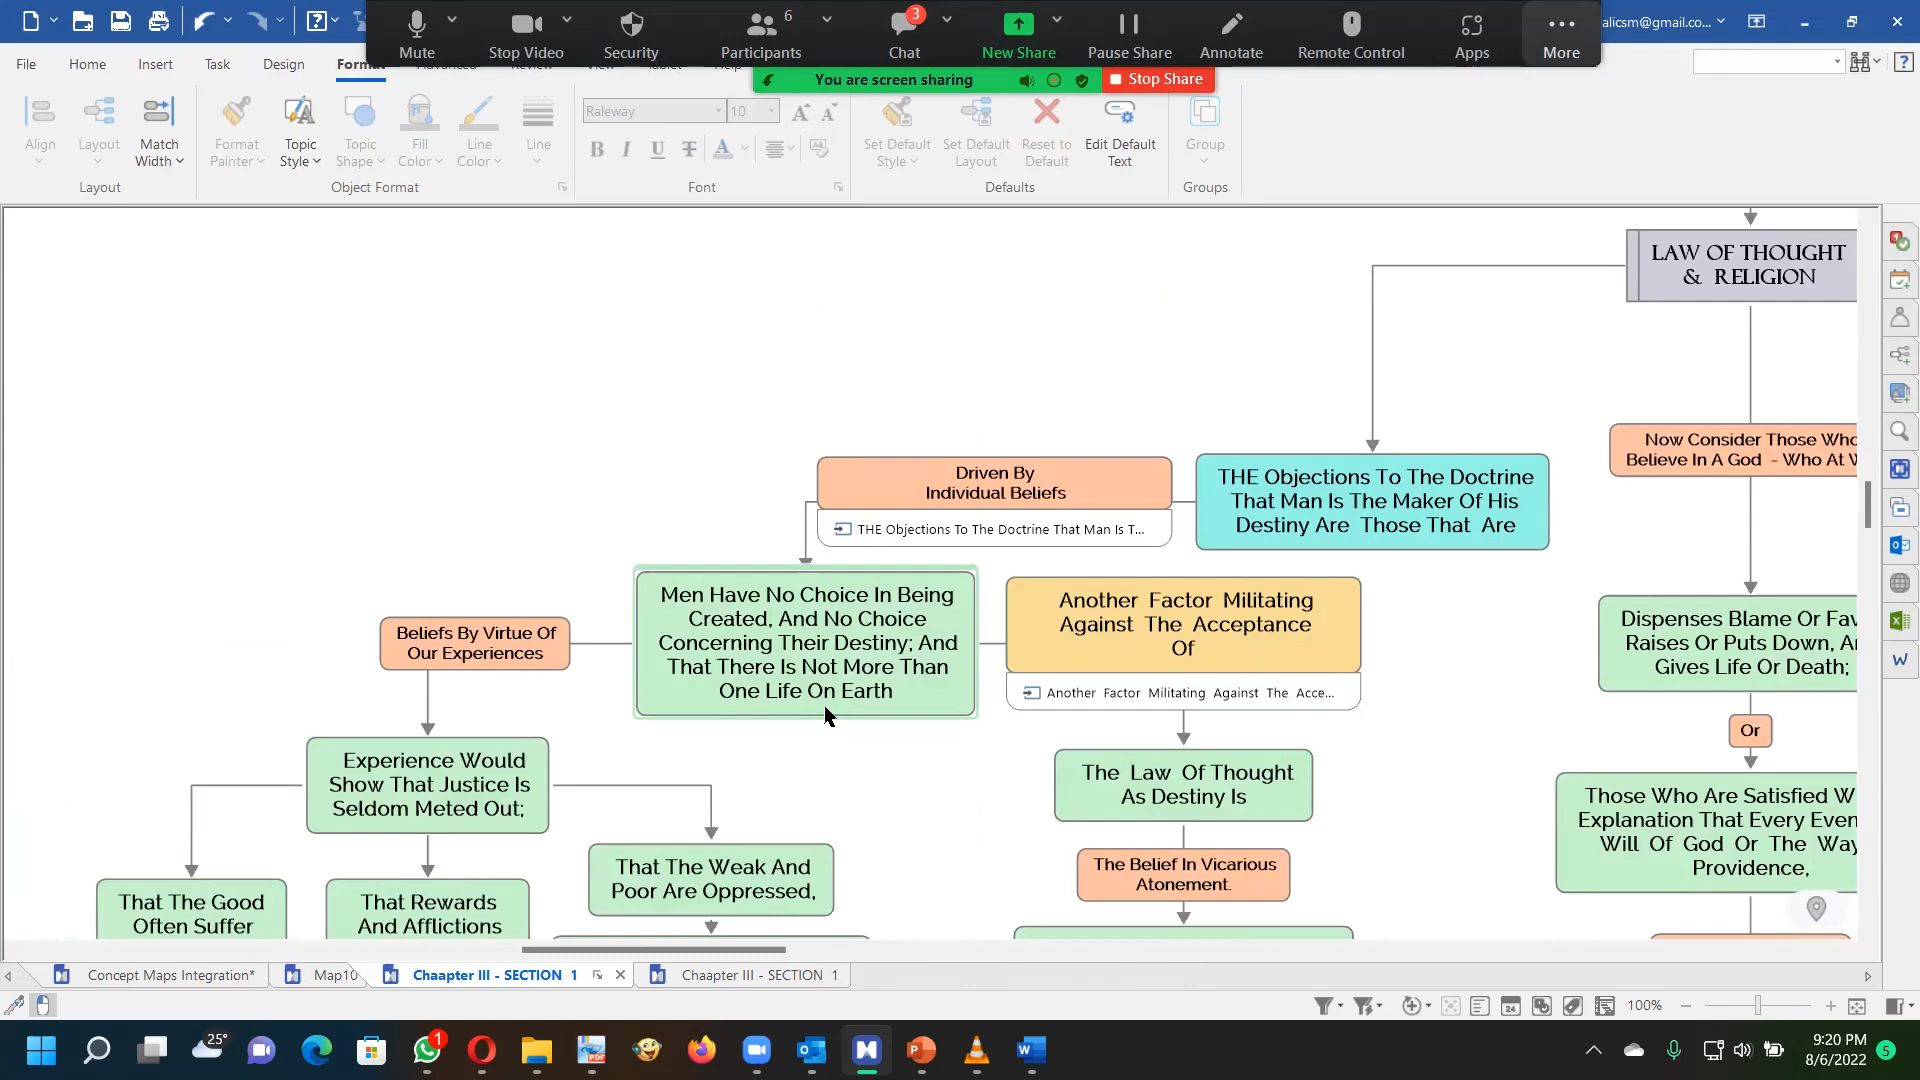 6
3
Mute
Stop Video
Security
Participants
Chat
New Share
Pause Share
Annotate
Remote Control
Apps
More
alicsm@gmail.co...
You are screen sharing
Stop Share
File
Home
Insert
Task
Design
Format
Help
Align
Layout
Match
Width
Format
Painter
Topic
Style
Topic
Shape
Fill
Color
Line
Color
Line
Raleway
10
Set Default
Style
Set Default
Layout
Reset to
Default
Edit Default
Text
Group
Layout
Object Format
Font
Defaults
Groups
LAW OF THOUGHT
& RELIGION
Now Consider Those Who
Believe In A God - Who At W
Driven By
Individual Beliefs
THE Objections To The Doctrine That Man Is T...
THE Objections To The Doctrine
That Man Is The Maker Of His
Destiny Are Those That Are
Men Have No Choice In Being
Created, And No Choice
Concerning Their Destiny; And
That There Is Not More Than
One Life On Earth
Another Factor Militating
Against The Acceptance
Of
Another Factor Militating Against The Acce...
Beliefs By Virtue Of
Our Experiences
Dispenses Blame Or Fav
Raises Or Puts Down, An
Gives Life Or Death;
Or
Experience Would
Show That Justice Is
Seldom Meted Out;
The Law Of Thought
As Destiny Is
Those Who Are Satisfied W
Explanation That Every Even
Will Of God Or The Way
Providence,
That The Weak And
Poor Are Oppressed,
The Belief In Vicarious
Atonement.
That The Good
Often Suffer
That Rewards
And Afflictions
Concept Maps Integration*
Map10
Chaapter III - SECTION 1
Chaapter III - SECTION 1
100%
25°
1
9:20 PM
8/6/2022
5